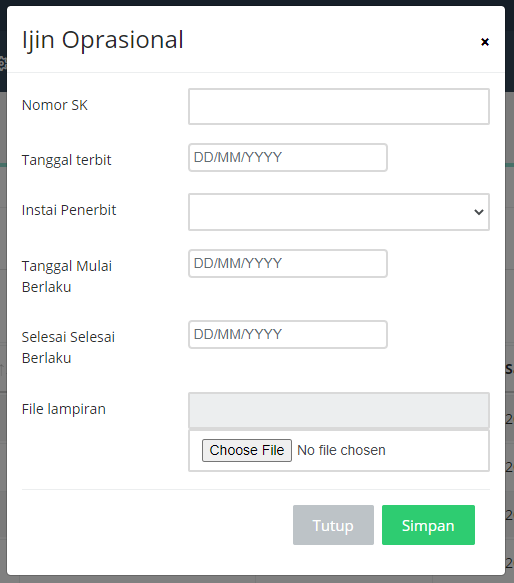 Ijin Oprasional
×
Nomor SK
Tanggal terbit
DD/MM/YYYY
Instai Penerbit
Tanggal Mulai
Berlaku
DD/MM/YYYY
Selesai Selesai
Berlaku
DD/MM/YYYY
File lampiran
Choose File No file chosen
Tutup Simpan